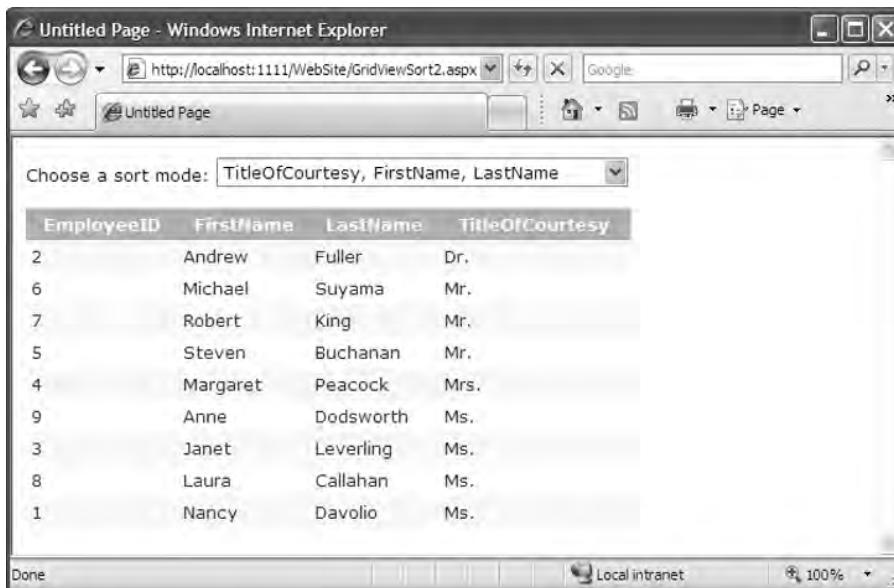 Untitled Page - Windows Internet Explorer
http://localhost:1111/WebSite/GridViewSort2.aspx
Google
Untitled Page
Page
Choose a sort mode: TitleOfCourtesy, FirstName, LastName
EmployeeID FirstName LastName TitleOfCourtesy
2 Andrew Fuller Dr.
6 Michael Suyama Mr.
7 Robert King Mr.
5 Steven Buchanan Mr.
4 Margaret Peacock Mrs.
9 Anne Dodsworth Ms.
3 Janet Leverling Ms.
8 Laura Callahan Ms.
1 Nancy Davolio Ms.
Done Local intranet 100%